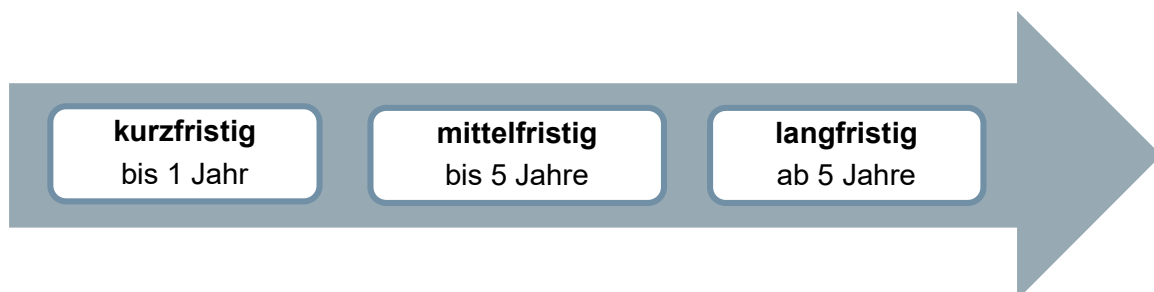 kurzfristig
bis 1 Jahr
mittelfristig
bis 5 Jahre
langfristig
ab 5 Jahre